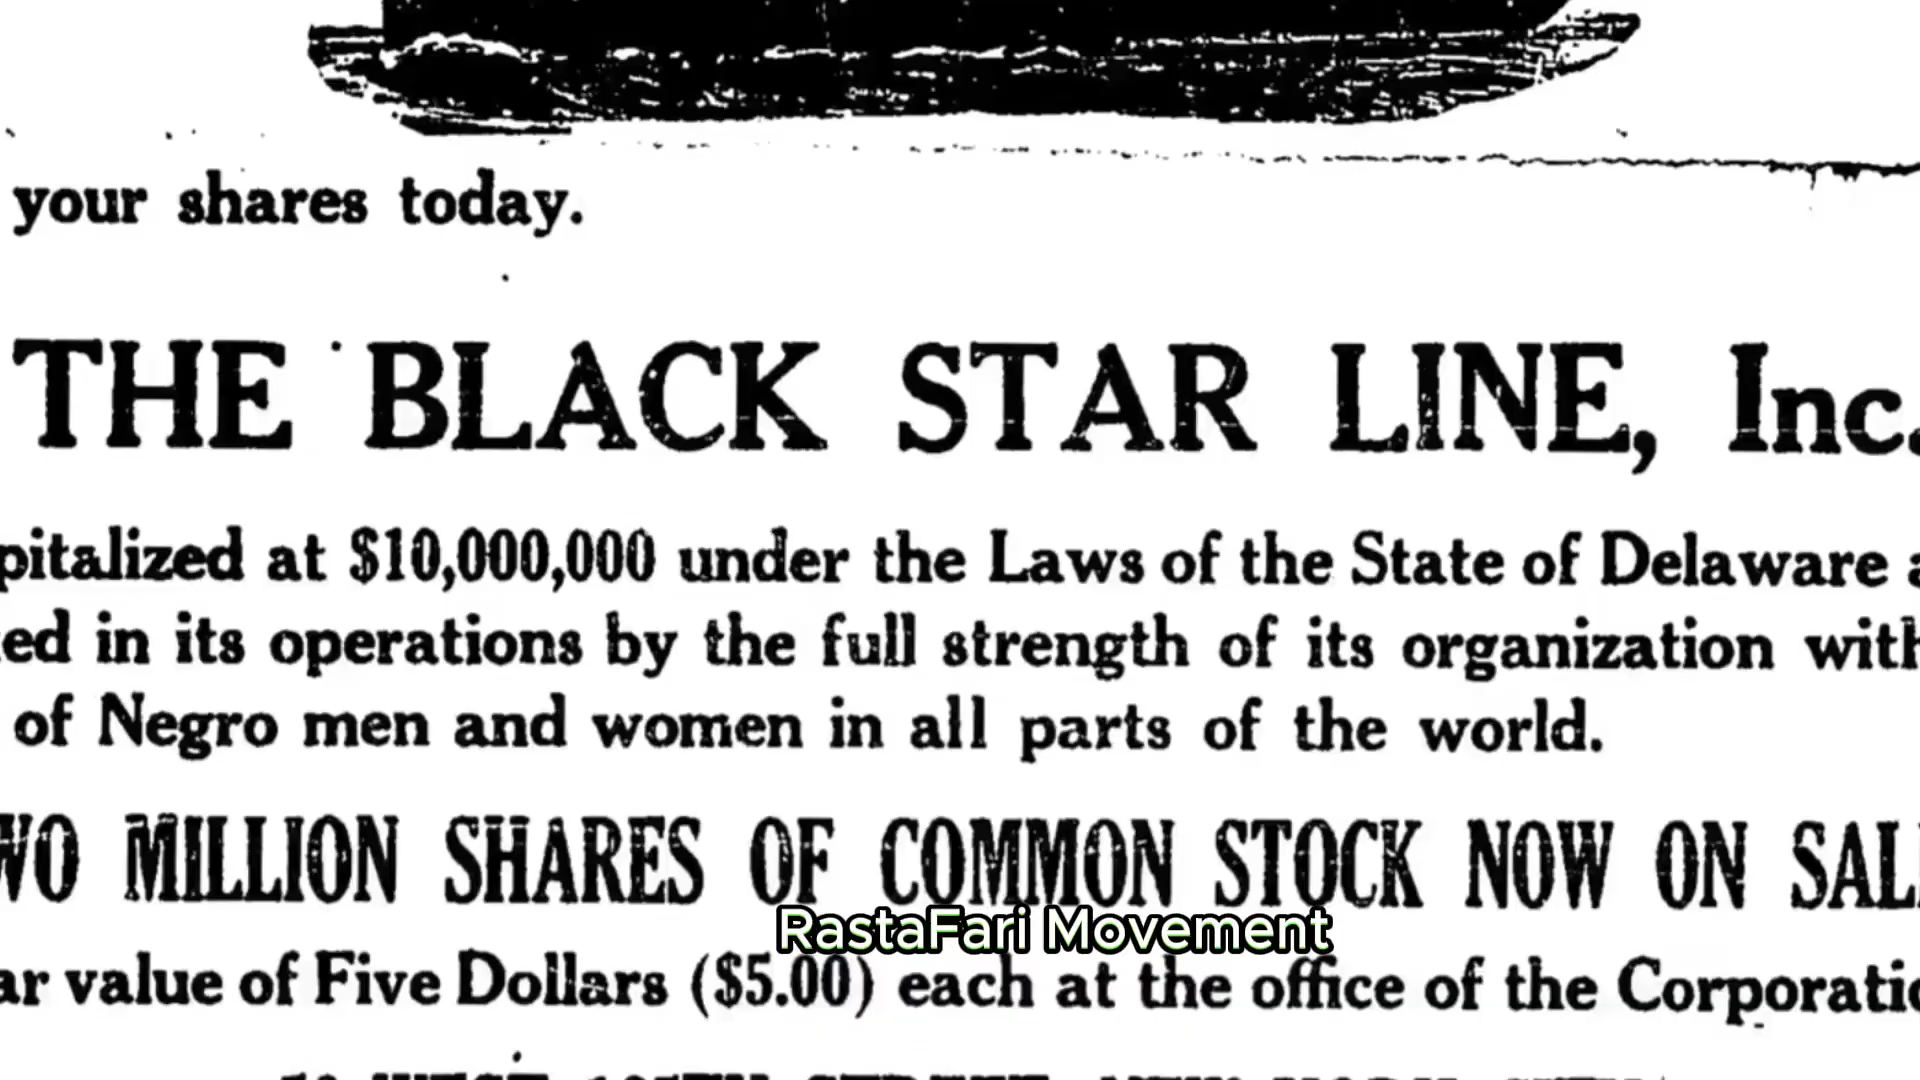 your shares today.
THE BLACK STAR LINE, Inc.
pitalized at $10,000,000 under the Laws of the State of Delaware
ed in its operations by the full strength of its organization with
of Negro men and women in all parts of the world.
WO MILLION SHARES OF COMMON STOCK NOW ON SAL
RastaFari Movement
ar value of Five Dollars ($5.00) each at the office of the Corporatio